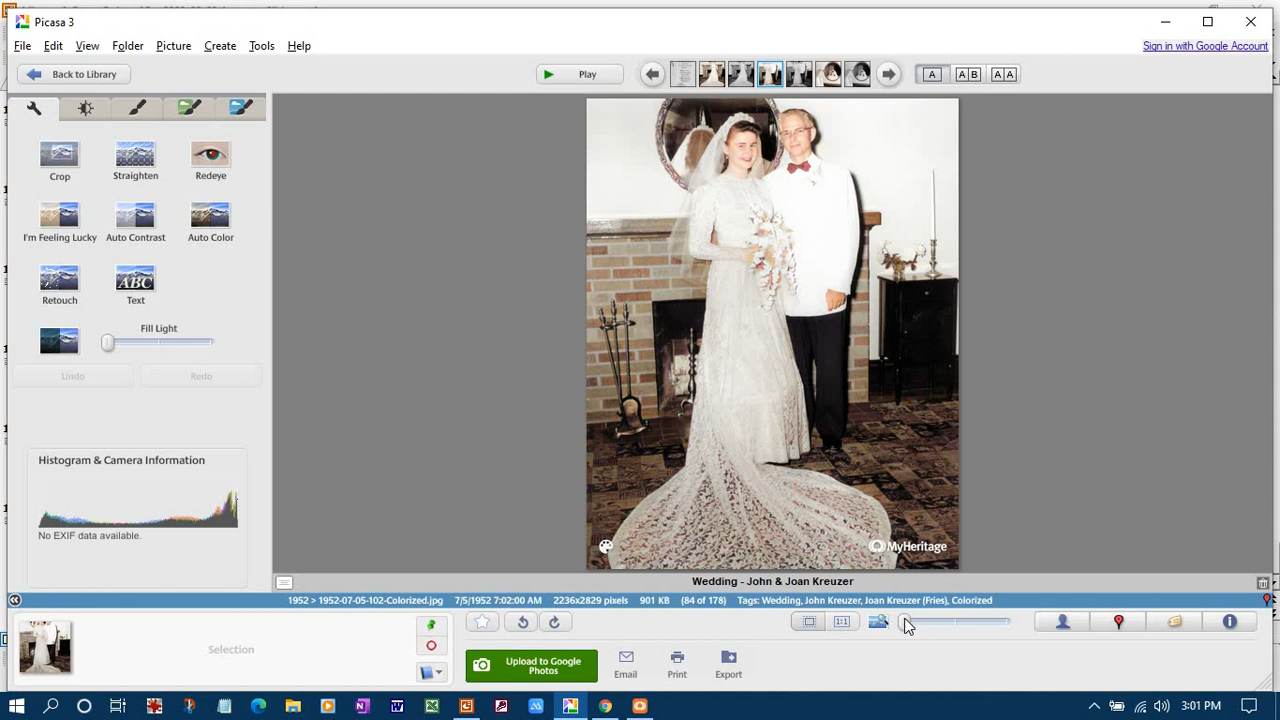 Picasa 3
File Edit View Folder Picture Create Tools Help
Sign in with Google Account
Back to Library
Play
A
A B
A A
Crop
Straighten
Redeye
I'm Feeling Lucky
Auto Contrast
Auto Color
ABC
Retouch
Text
Fill Light
Undo
Redo
Histogram & Camera Information
No EXIF data available.
MyHeritage
Wedding - John & Joan Kreuzer
1952 > 1952-07-05-102-Colorized.jpg 7/5/1952 7:02:00 AM 2236x2829 pixels 901 KB (84 of 178) Tags: Wedding, John Kreuzer, Joan Kreuzer (Fries), Colorized
1:1
Selection
Upload to Google
Photos
Email
Print
Export
3:01 PM